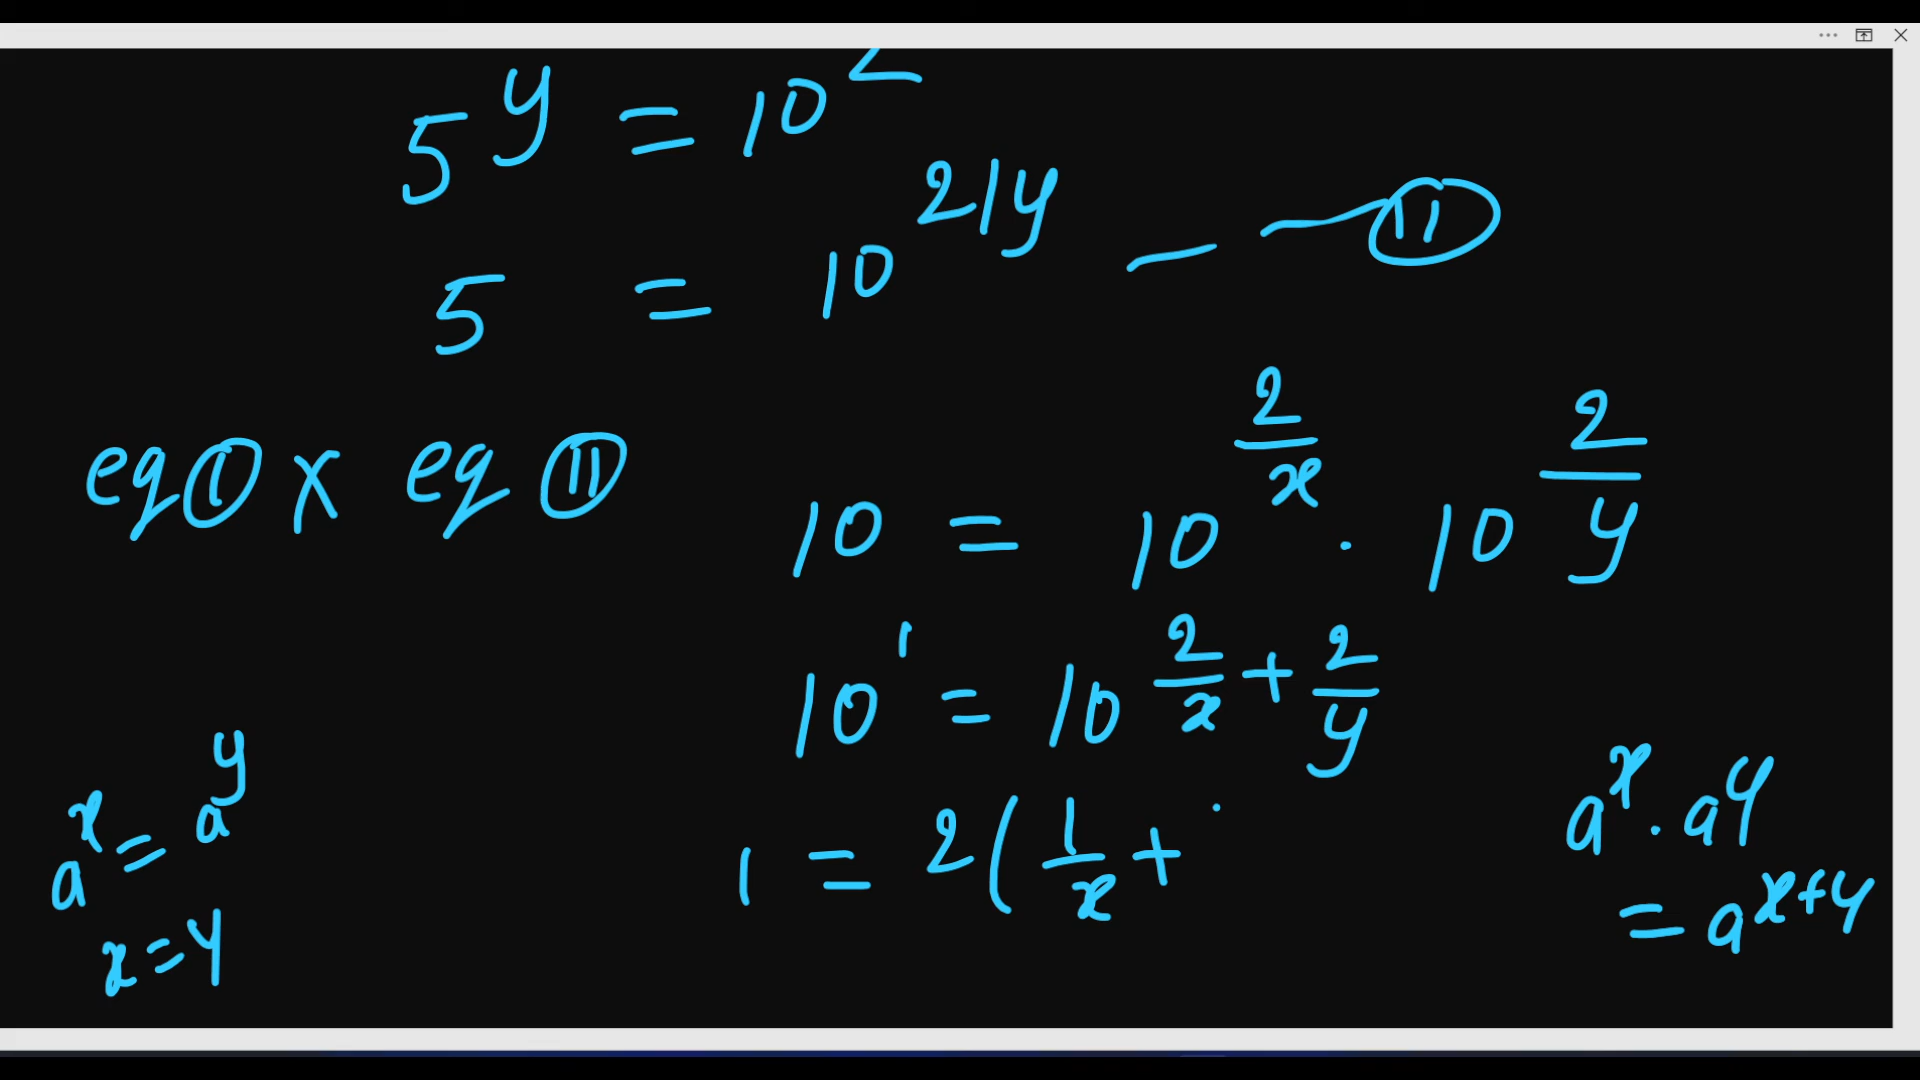 5^y = 10^2
5 = 10^{2/y} - - (II)
eq (I) x eq (II)
10 = 10^{2/x} . 10^{2/y}
10^1 = 10^{2/x + 2/y}
1 = 2(1/x +
a^x = a^y
x = y
a^x . a^y
= a^{x+y}